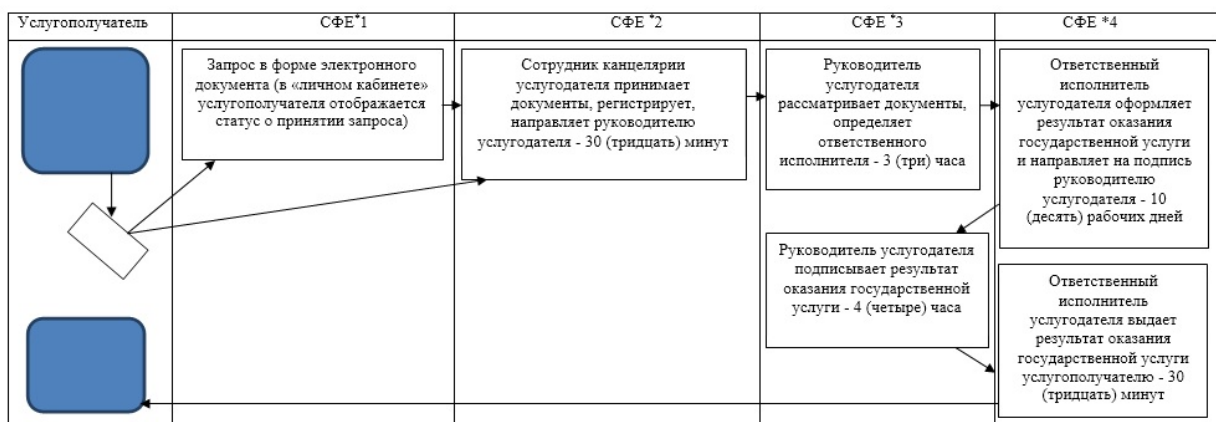 Услугополучатель
СФЕ*1
СФЕ *2
СФЕ *3
СФЕ *4
Запрос в форме электронного
документа (в «личном кабинете»
услугополучателя отображается
статус о принятии запроса)
Сотрудник канцелярии
услугодателя принимает
документы, регистрирует,
направляет руководителю
услугодателя - 30 (тридцать) минут
Руководитель
услугодателя
рассматривает документы,
определяет
ответственного
исполнителя - 3 (три) часа
Ответственный
исполнитель
услугодателя оформляет
результат оказания
государственной услуги
и направляет на подпись
руководителю
услугодателя - 10
(десять) рабочих дней
Руководитель услугодателя
подписывает результат
оказания государственной
услуги - 4 (четыре) часа
Ответственный
исполнитель
услугодателя выдает
результат оказания
государственной услуги
услугополучателю - 30
(тридцать) минут